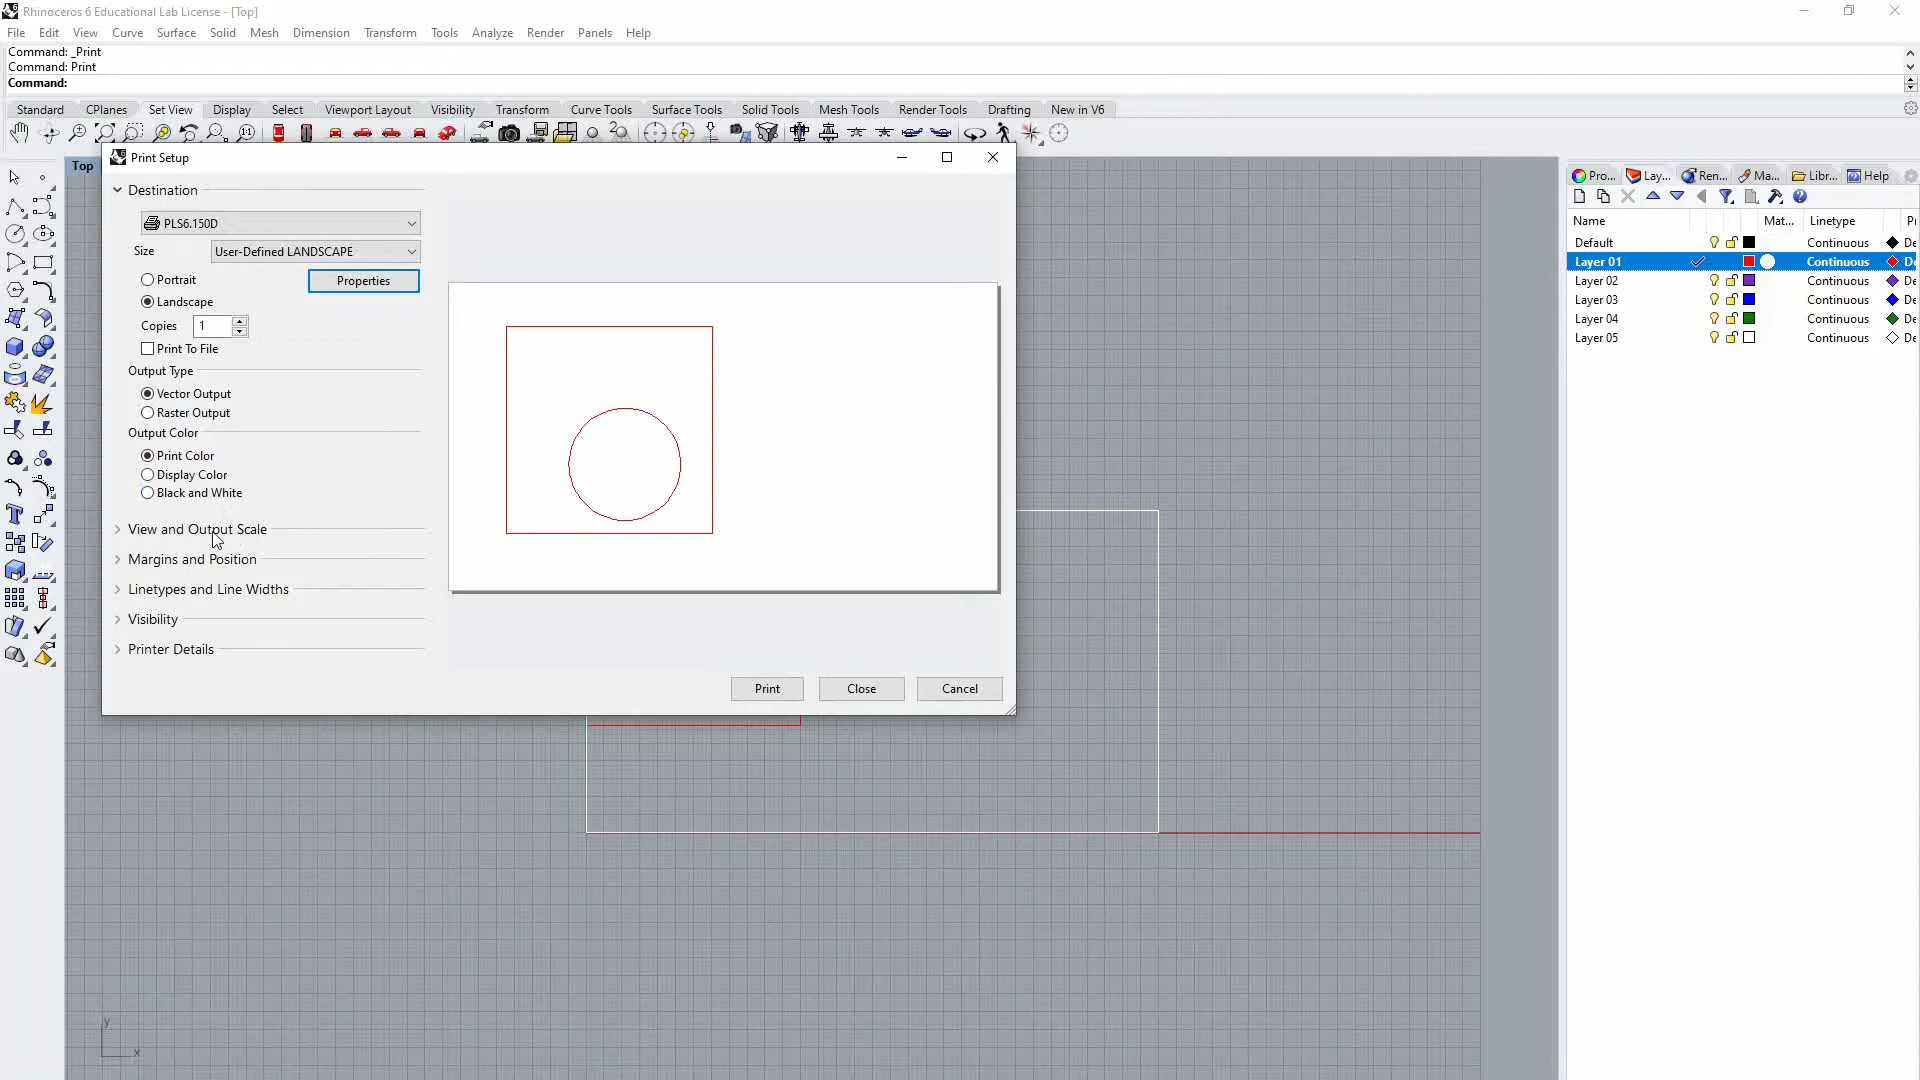 Rhinoceros 6 Educational Lab License - [Top]
File Edit View Curve Surface Solid Mesh Dimension Transform Tools Analyze Render Panels Help
Command: _Print
Command: Print
Command:
Standard CPlanes Set View Display Select Viewport Layout Visibility Transform Curve Tools Surface Tools Solid Tools Mesh Tools Render Tools Drafting New in V6
Top
Print Setup
Destination
PLS6.150D
Size User-Defined LANDSCAPE
Portrait Properties
Landscape
Copies 1
Print To File
Output Type
Vector Output
Raster Output
Output Color
Print Color
Display Color
Black and White
View and Output Scale
Margins and Position
Linetypes and Line Widths
Visibility
Printer Details
Print Close Cancel
Pro... Lay... Ren... Ma... Libr... Help
Name Mat... Linetype
Default Continuous De
Layer 01 Continuous De
Layer 02 Continuous De
Layer 03 Continuous De
Layer 04 Continuous De
Layer 05 Continuous De
y
x